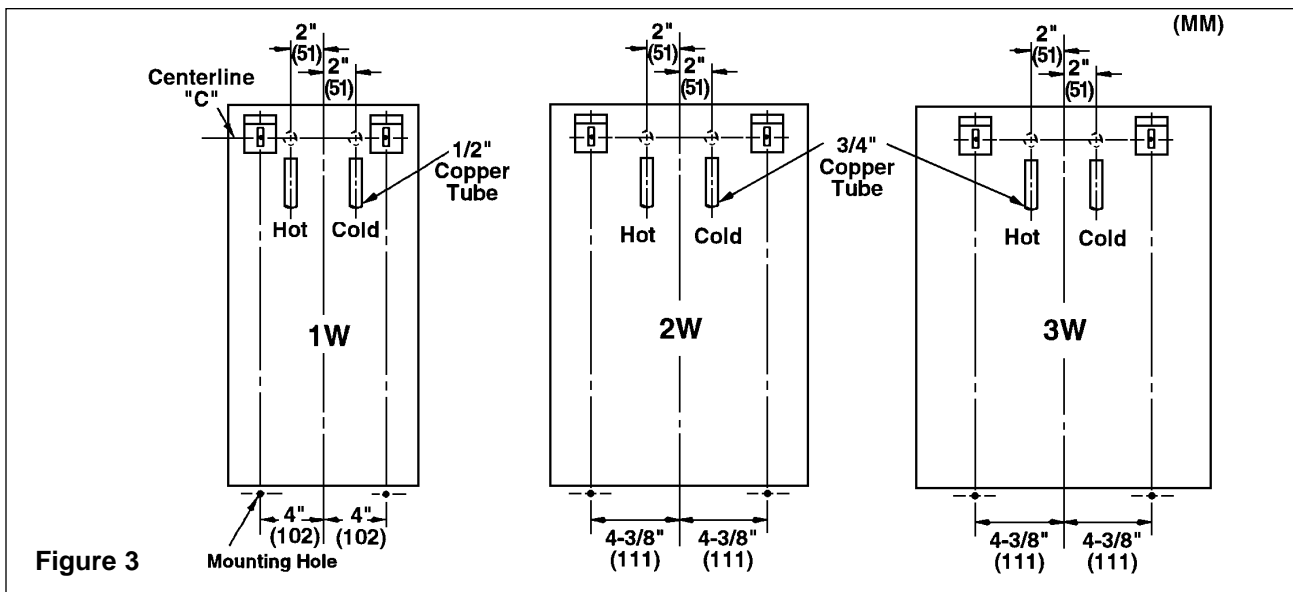 (MM)
2"
(51)
2"
(51)
Centerline
"C"
1/2"
Copper
Tube
Hot Cold
1W
4"
(102)
4"
(102)
Mounting Hole
2"
(51)
2"
(51)
3/4"
Copper
Tube
Hot Cold
2W
4-3/8"
(111)
4-3/8"
(111)
2"
(51)
2"
(51)
Hot Cold
3W
4-3/8"
(111)
4-3/8"
(111)
Figure 3